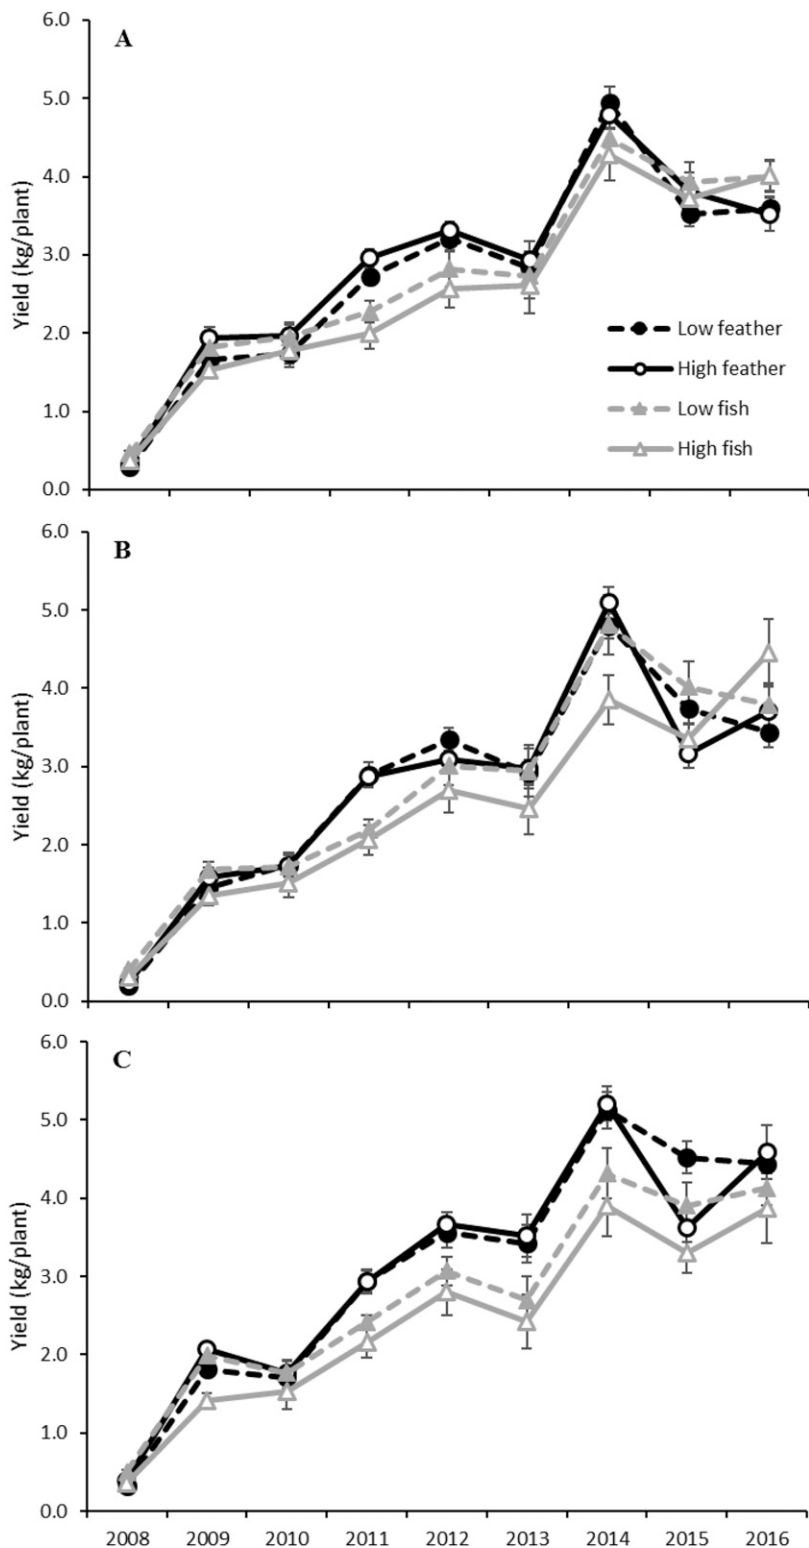 6.0
A
5.0
4.0
3.0
2.0
1.0
0.0
Yield (kg/plant)
Low feather
High feather
Low fish
High fish
6.0
B
5.0
4.0
3.0
2.0
1.0
0.0
Yield (kg/plant)
6.0
C
5.0
4.0
3.0
2.0
1.0
0.0
Yield (kg/plant)
2008 2009 2010 2011 2012 2013 2014 2015 2016